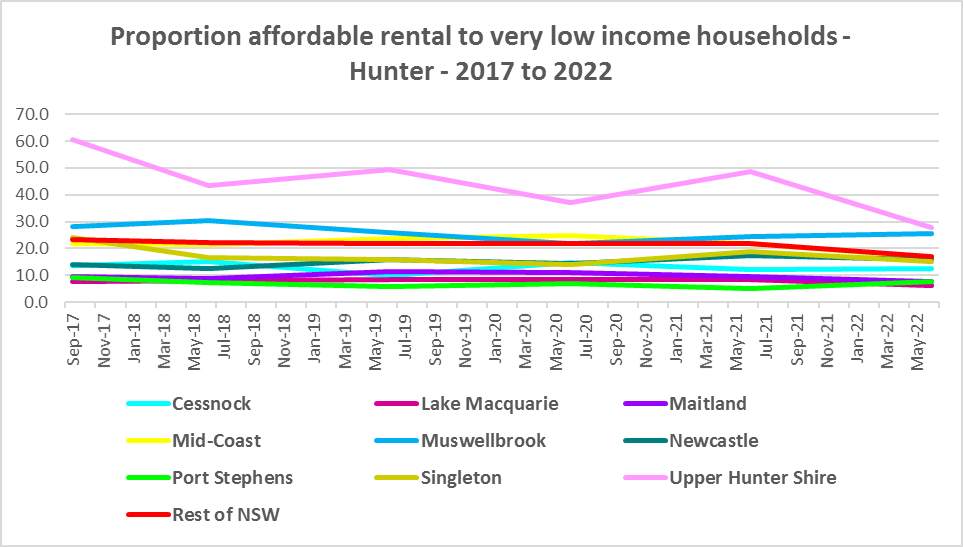 Proportion affordable rental to very low income households -
Hunter - 2017 to 2022
70.0
60.0
50.0
40.0
30.0
20.0
10.0
0.0
Sep-17
Nov-17
Jan-18
Mar-18
May-18
Jul-18
Sep-18
Nov-18
Jan-19
Mar-19
May-19
Jul-19
Sep-19
Nov-19
Jan-20
Mar-20
May-20
Jul-20
Sep-20
Nov-20
Jan-21
Mar-21
May-21
Jul-21
Sep-21
Nov-21
Jan-22
Mar-22
May-22
Cessnock
Lake Macquarie
Maitland
Mid-Coast
Muswellbrook
Newcastle
Port Stephens
Singleton
Upper Hunter Shire
Rest of NSW